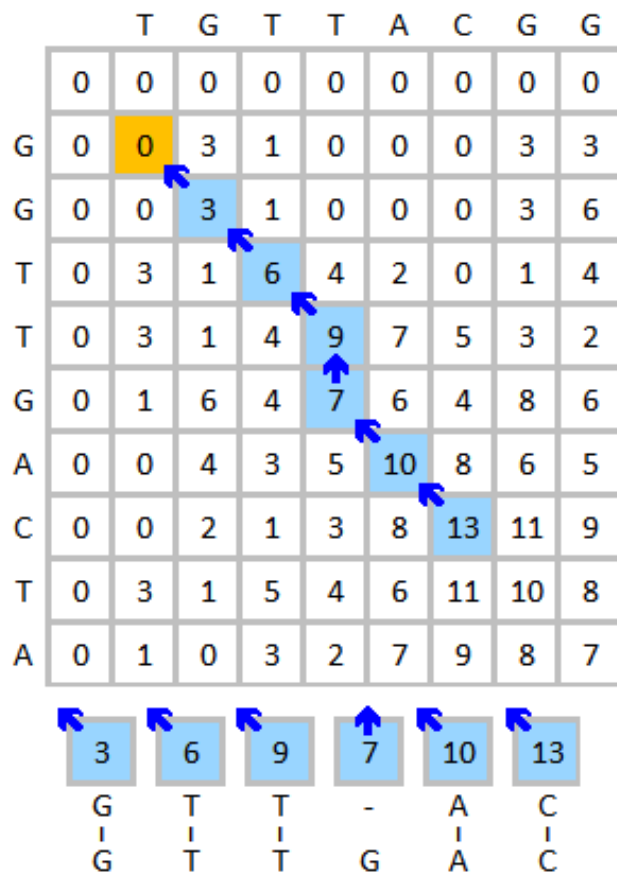 T G T T A C G G
0 0 0 0 0 0 0 0 0
G 0 0 3 1 0 0 0 3 3
G 0 0 3 1 0 0 0 3 6
T 0 3 1 6 4 2 0 1 4
T 0 3 1 4 9 7 5 3 2
G 0 1 6 4 7 6 4 8 6
A 0 0 4 3 5 10 8 6 5
C 0 0 2 1 3 8 13 11 9
T 0 3 1 5 4 6 11 10 8
A 0 1 0 3 2 7 9 8 7
3 6 9 7 10 13
G T T - A C
G T T G A C